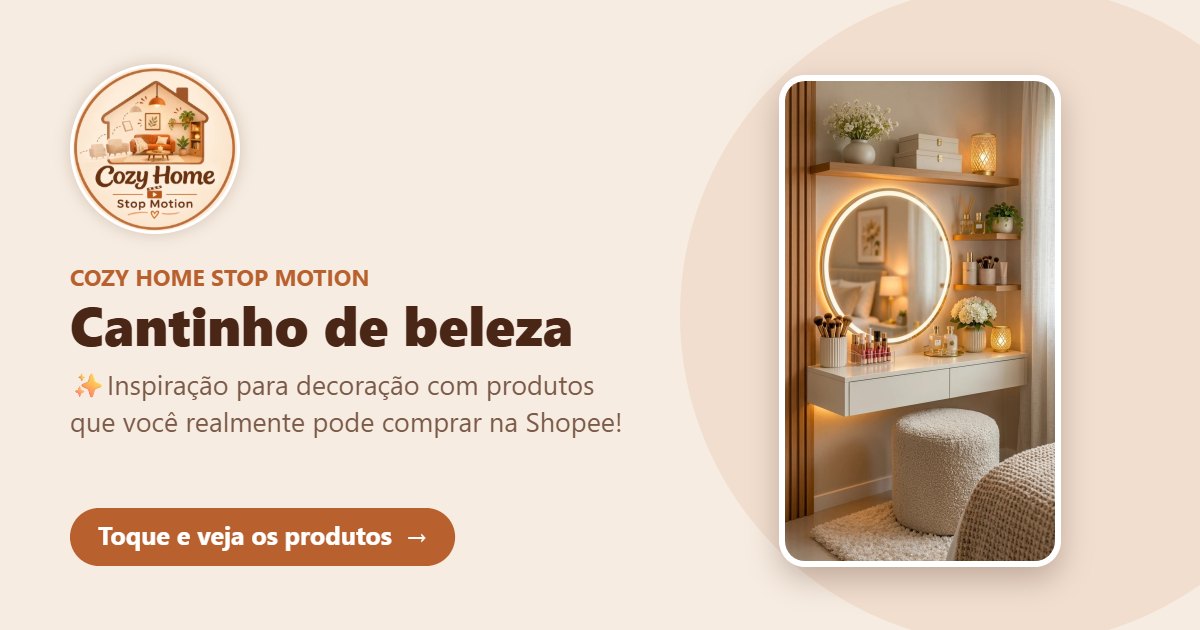 Cozy Home
Stop Motion
COZY HOME STOP MOTION
Cantinho de beleza
✨ Inspiração para decoração com produtos
que você realmente pode comprar na Shopee!
Toque e veja os produtos →